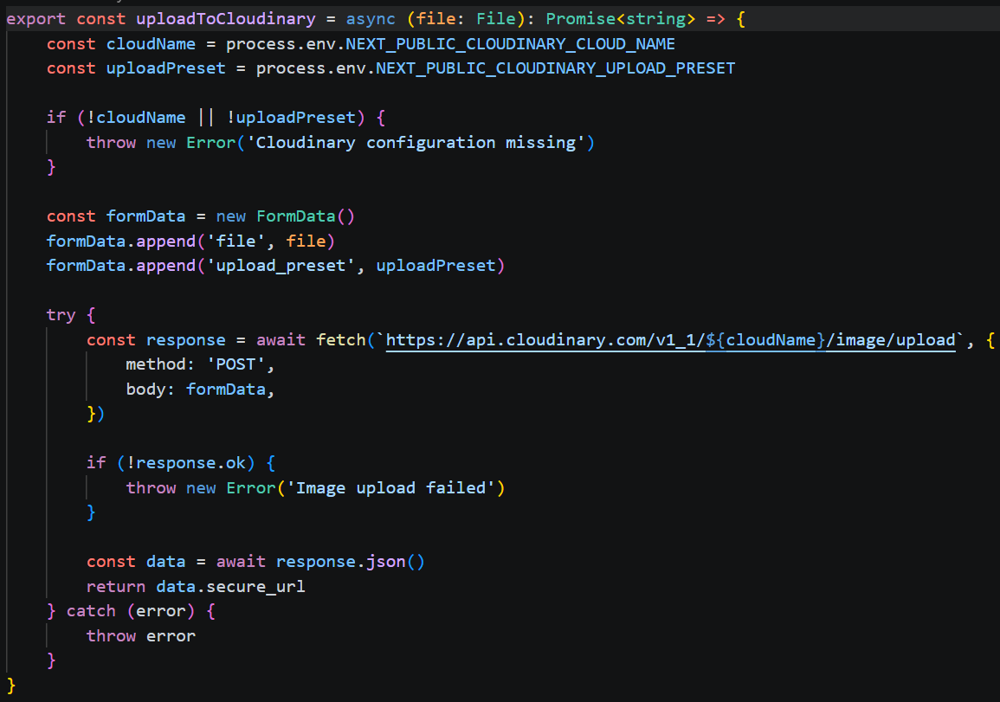 export const uploadToCloudinary = async (file: File): Promise<string> => {
    const cloudName = process.env.NEXT_PUBLIC_CLOUDINARY_CLOUD_NAME
    const uploadPreset = process.env.NEXT_PUBLIC_CLOUDINARY_UPLOAD_PRESET

    if (!cloudName || !uploadPreset) {
        throw new Error('Cloudinary configuration missing')
    }

    const formData = new FormData()
    formData.append('file', file)
    formData.append('upload_preset', uploadPreset)

    try {
        const response = await fetch(`https://api.cloudinary.com/v1_1/${cloudName}/image/upload`, {
            method: 'POST',
            body: formData,
        })

        if (!response.ok) {
            throw new Error('Image upload failed')
        }

        const data = await response.json()
        return data.secure_url
    } catch (error) {
        throw error
    }
}